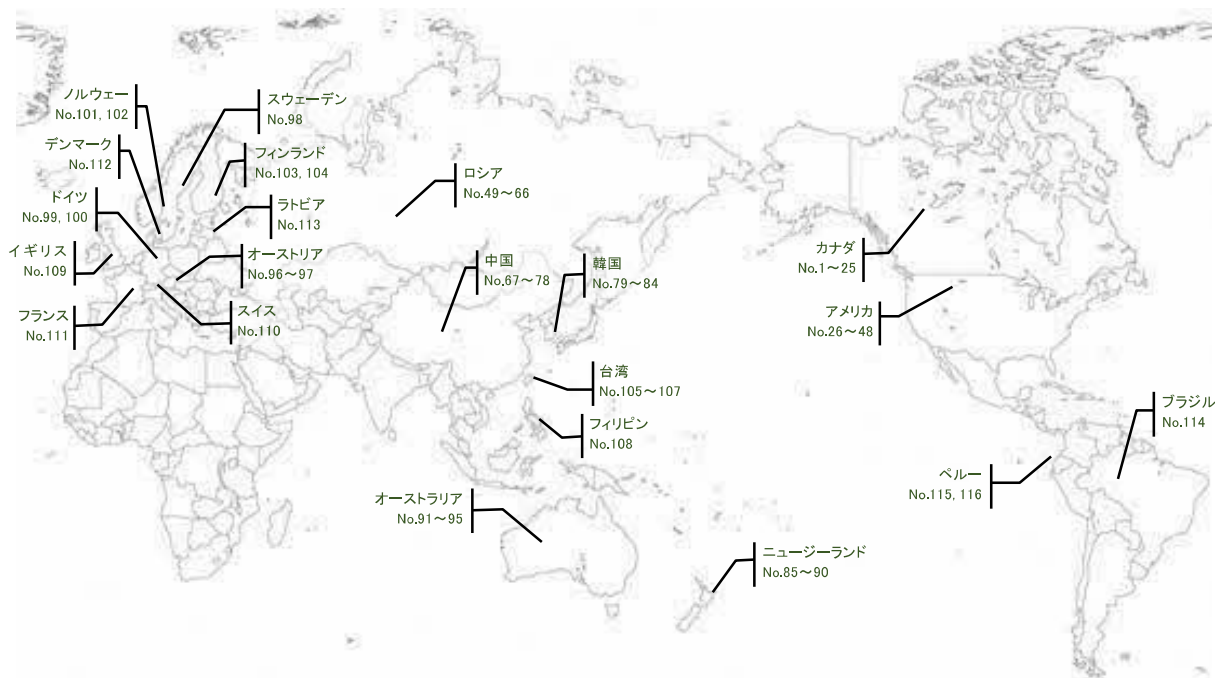 ノルウェー
No.101, 102
スウェーデン
No.98
デンマーク
No.112
フィンランド
No.103, 104
ドイツ
No.99, 100
ラトビア
No.113
イギリス
No.109
オーストリア
No.96～97
フランス
No.111
スイス
No.110
ロシア
No.49～66
中国
No.67～78
韓国
No.79～84
台湾
No.105～107
フィリピン
No.108
オーストラリア
No.91～95
ニュージーランド
No.85～90
カナダ
No.1～25
アメリカ
No.26～48
ブラジル
No.114
ペルー
No.115, 116